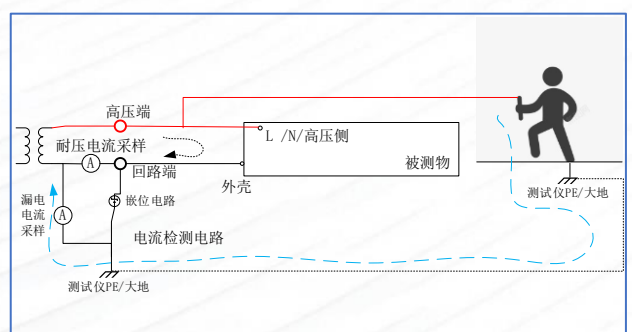 高压端
耐压电流采样
L /N/高压侧
A
回路端
被测物
外壳
测试仪PE/大地
漏电
电流
采样
A
嵌位电路
电流检测电路
测试仪PE/大地